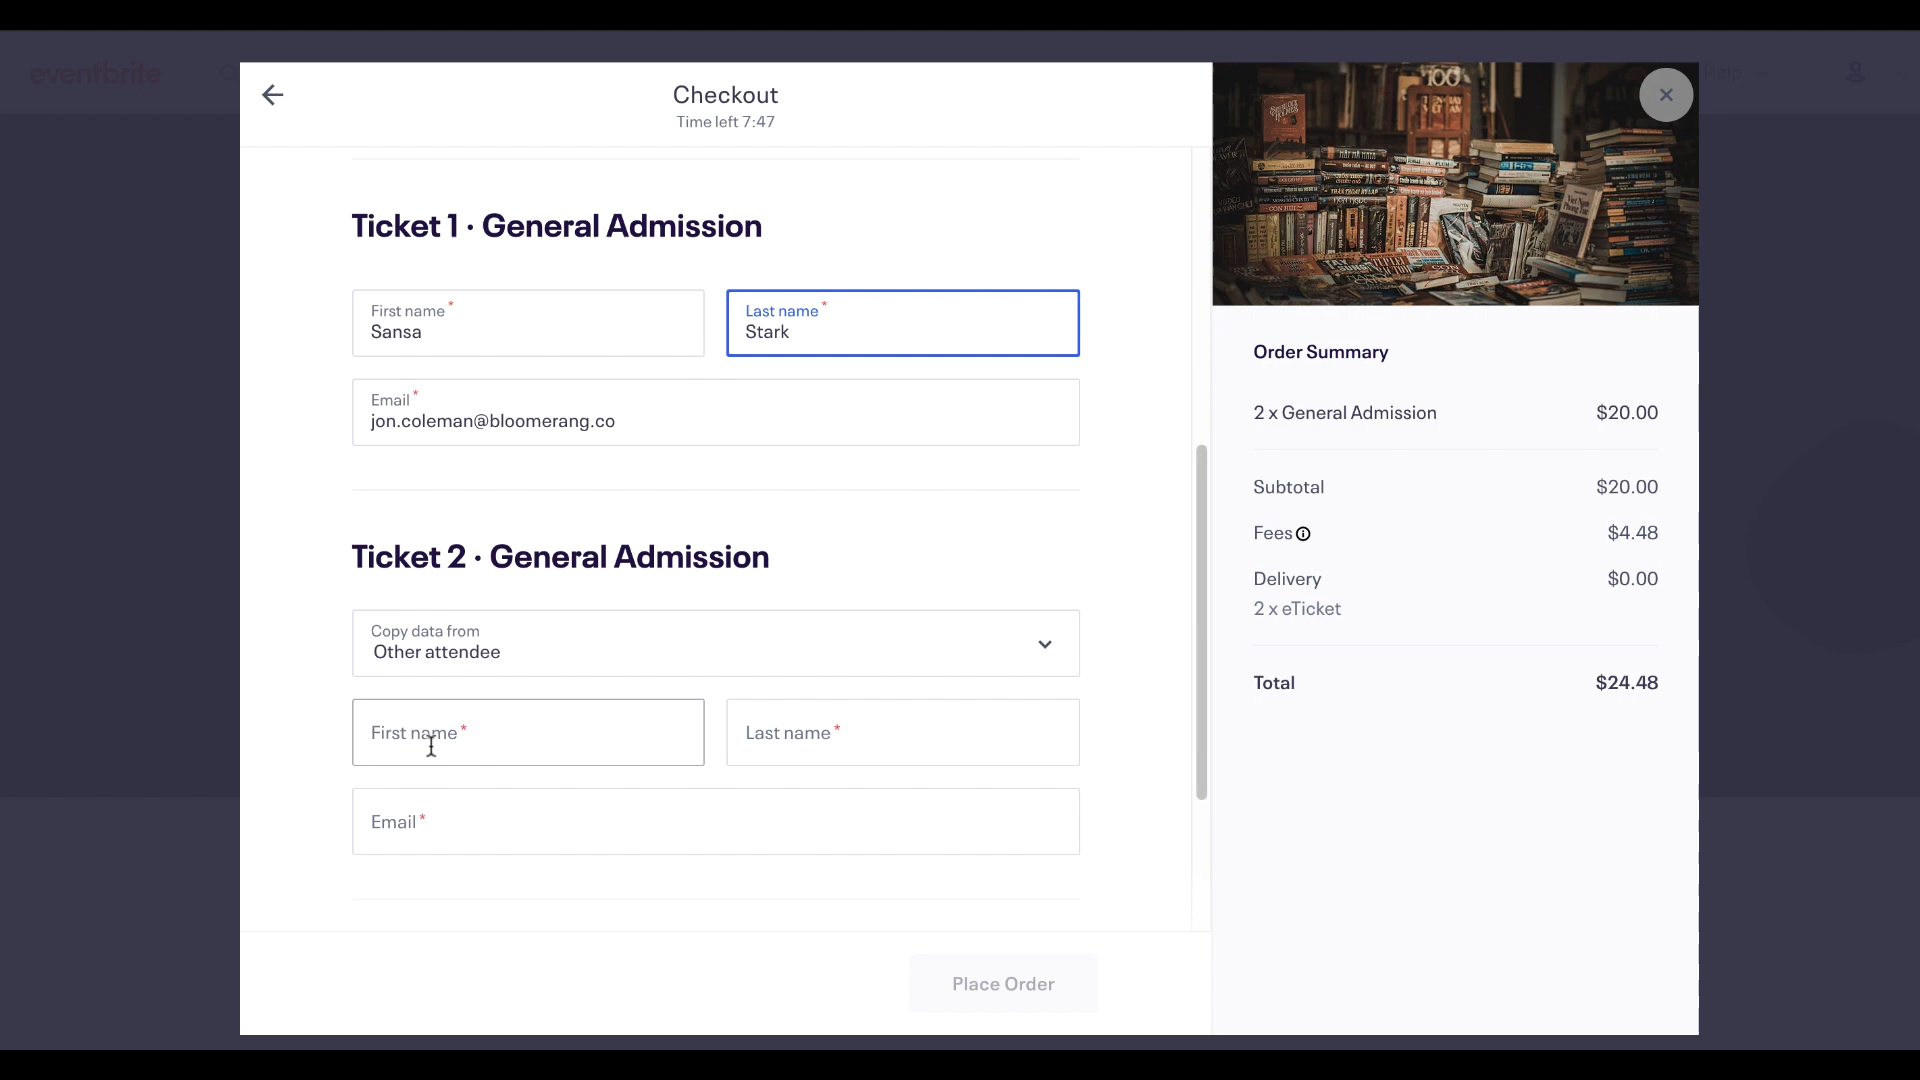 eventbrite
Help
Checkout
Time left 7:47
Ticket 1 · General Admission
First name *
Sansa
Last name *
Stark
Email *
jon.coleman@bloomerang.co
Ticket 2 · General Admission
Copy data from
Other attendee
First name *
Last name *
Email *
Place Order
Order Summary
2 x General Admission $20.00
Subtotal $20.00
Fees $4.48
Delivery $0.00
2 x eTicket
Total $24.48